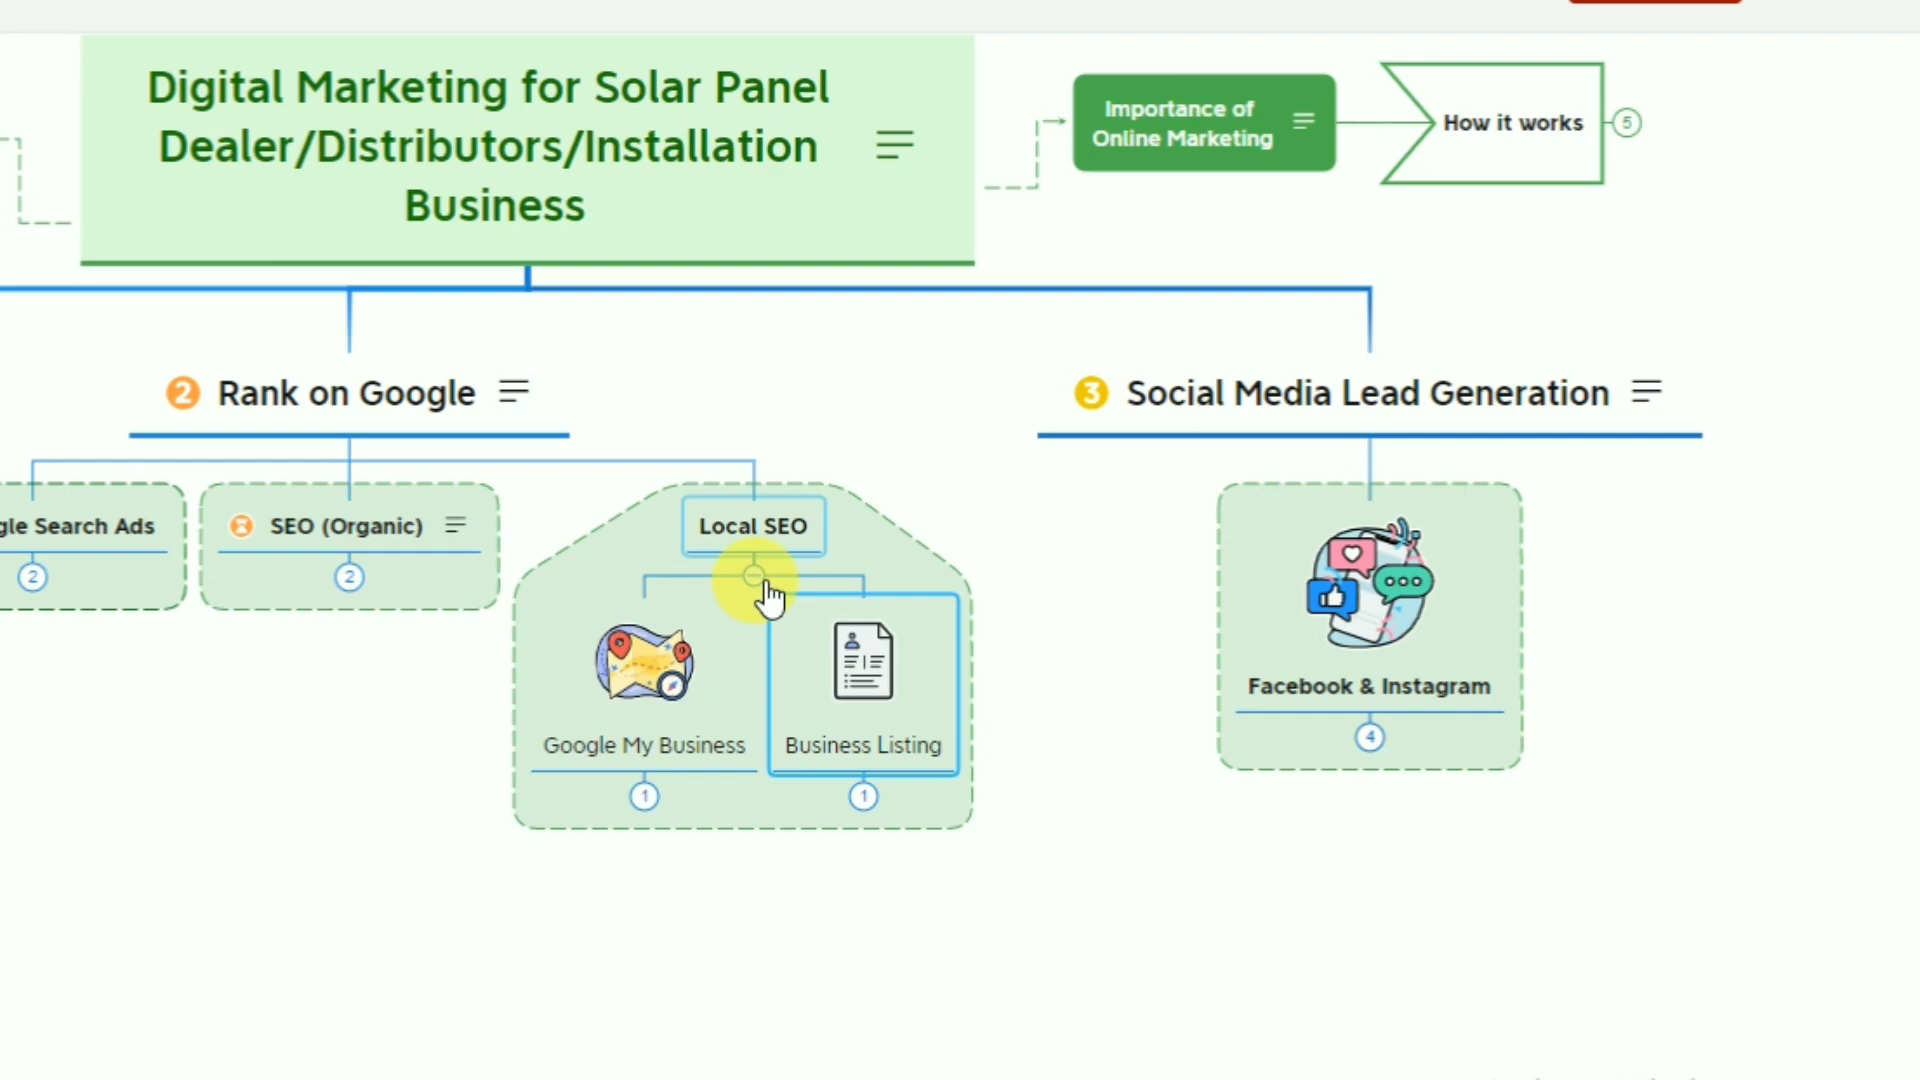 Digital Marketing for Solar Panel
Dealer/Distributors/Installation
Business
Importance of
Online Marketing
How it works
5
2 Rank on Google
3 Social Media Lead Generation
gle Search Ads
2
SEO (Organic)
2
Local SEO
Google My Business
1
Business Listing
1
Facebook & Instagram
4